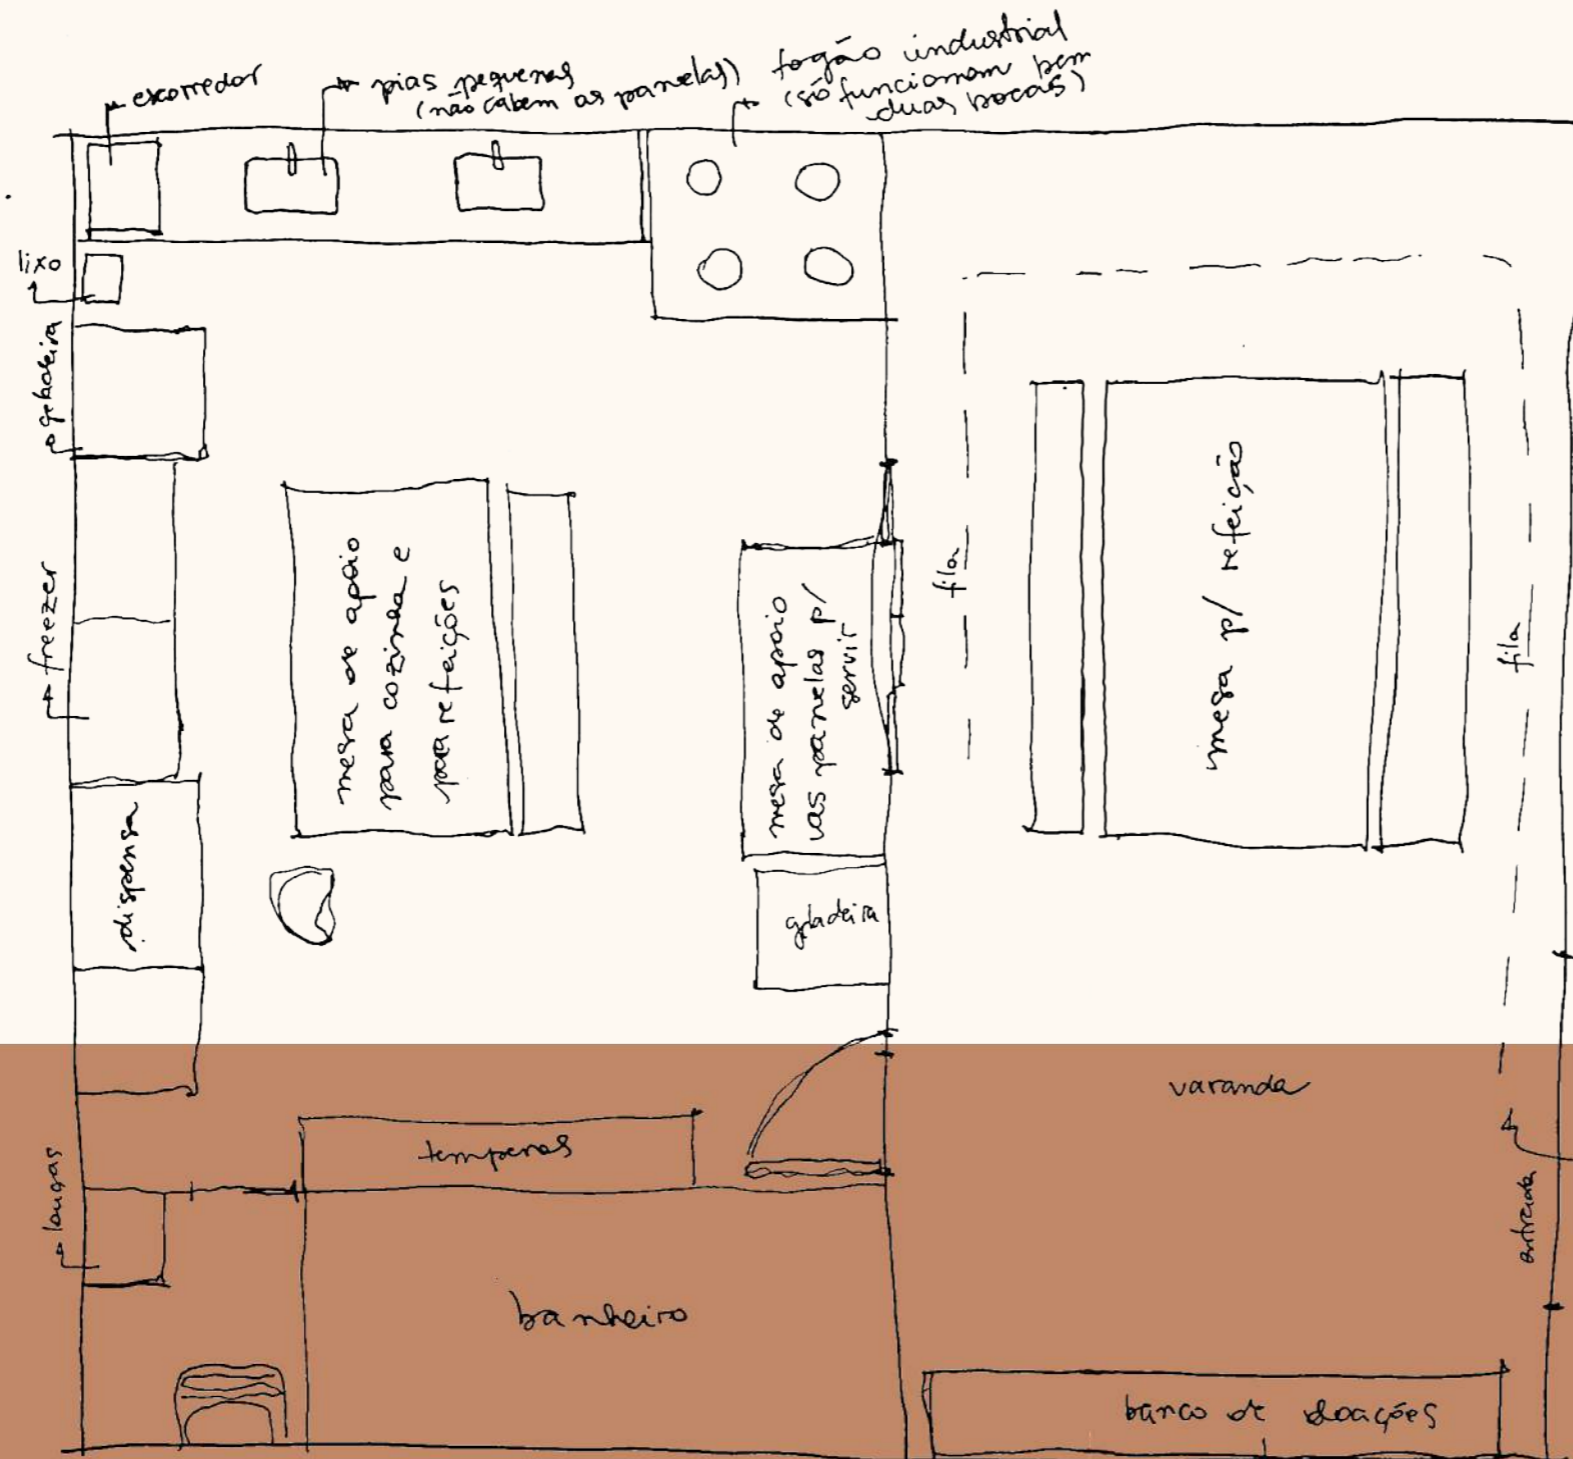 escorredor
pias pequenas
(não cabem as panelas)
fogão industrial
(só funcionam bem
duas bocas)
lixo
geladeira
freezer
mesa de apoio
para cozinha e
para refeições
mesa de apoio
das panelas p/
servir
fila
mesa p/ refeição
fila
dispensa
geladeira
varanda
temperos
louças
entrada
banheiro
banco de doações